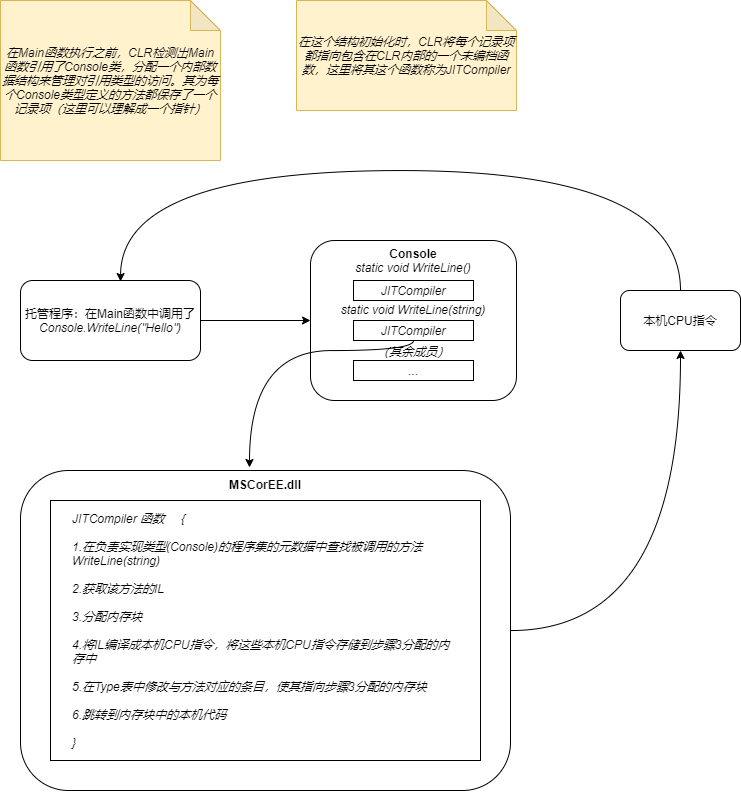 在Main函数执行之前，CLR检测出Main
函数引用了Console类，分配一个内部数
据结构来管理对引用类型的访问。其为每
个Console类型定义的方法都保存了一个
记录项（这里可以理解成一个指针）
在这个结构初始化时，CLR将每个记录项
都指向包含在CLR内部的一个未编档函
数，这里将其这个函数称为JITCompiler
托管程序：在Main函数中调用了
Console.WriteLine("Hello")
Console
static void WriteLine()
JITCompiler
static void WriteLine(string)
JITCompiler
（其余成员）
...
本机CPU指令
MSCorEE.dll
JITCompiler 函数 {
1.在负责实现类型(Console)的程序集的元数据中查找被调用的方法
WriteLine(string)
2.获取该方法的IL
3.分配内存块
4.将IL编译成本机CPU指令，将这些本机CPU指令存储到步骤3分配的内
存中
5.在Type表中修改与方法对应的条目，使其指向步骤3分配的内存块
6.跳转到内存块中的本机代码
}